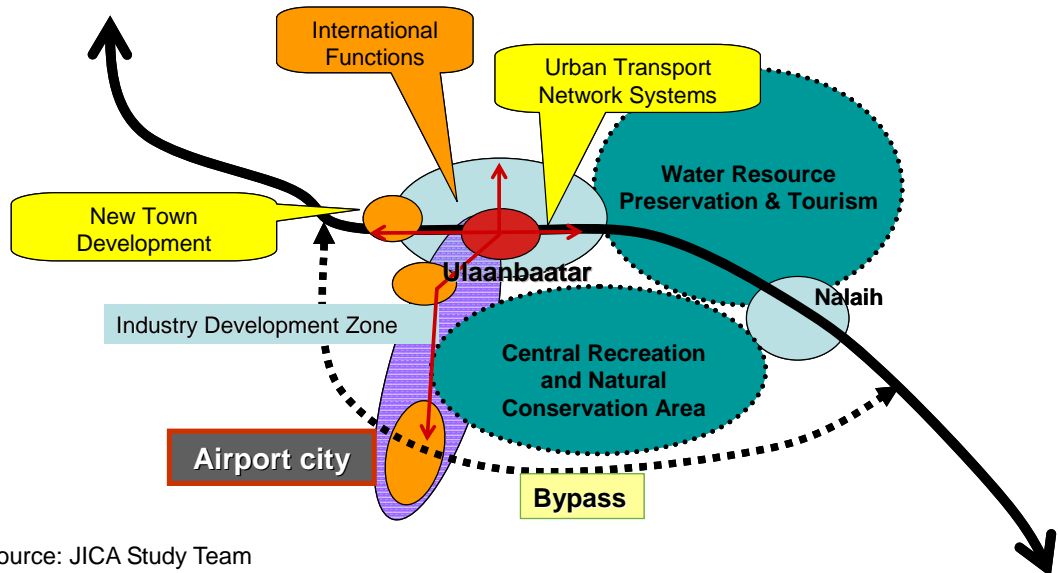 International
Functions
Urban Transport
Network Systems
Water Resource
Preservation & Tourism
New Town
Development
Ulaanbaatar
Nalaih
Industry Development Zone
Central Recreation
and Natural
Conservation Area
Airport city
Bypass
ource: JICA Study Team